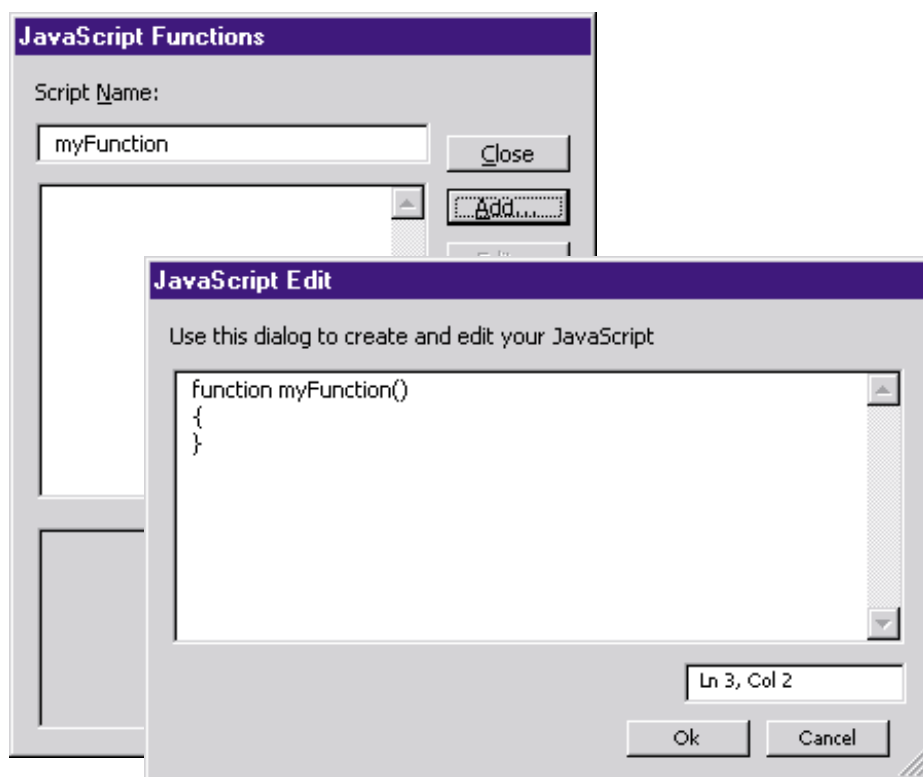 JavaScript Functions
Script Name:
myFunction
Close
Add...
JavaScript Edit
Use this dialog to create and edit your JavaScript
function myFunction()
{
}
Ln 3, Col 2
Ok
Cancel